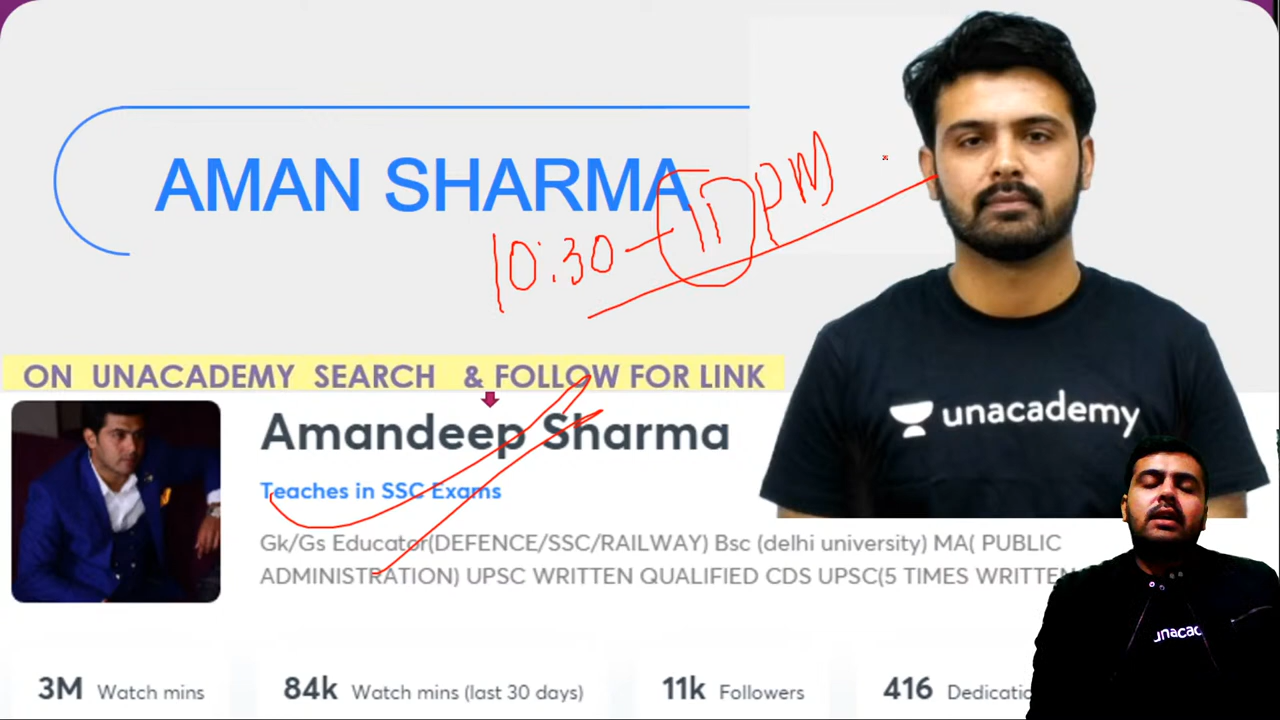 AMAN SHARMA
10:30 - 11 PM
ON UNACADEMY SEARCH & FOLLOW FOR LINK
Amandeep Sharma
Teaches in SSC Exams
Gk/Gs Educator(DEFENCE/SSC/RAILWAY) Bsc (delhi university) MA( PUBLIC
ADMINISTRATION) UPSC WRITTEN QUALIFIED CDS UPSC(5 TIMES WRITTEN
3M Watch mins
84k Watch mins (last 30 days)
11k Followers
416 Dedicatio
unacademy
unacad